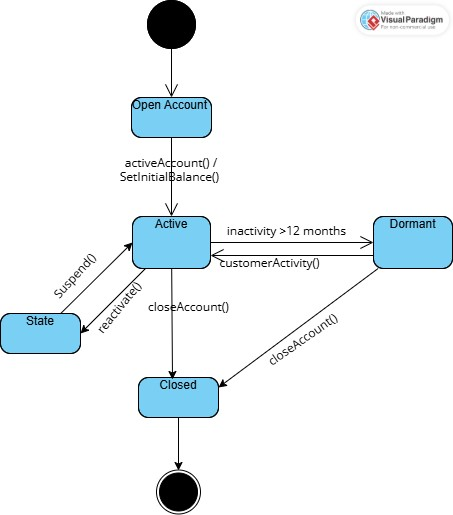 Made with
Visual Paradigm
For non-commercial use
Open Account
activeAccount() /
SetInitialBalance()
Active
inactivity >12 months
Dormant
customerActivity()
Suspend()
reactivate()
closeAccount()
State
closeAccount()
Closed